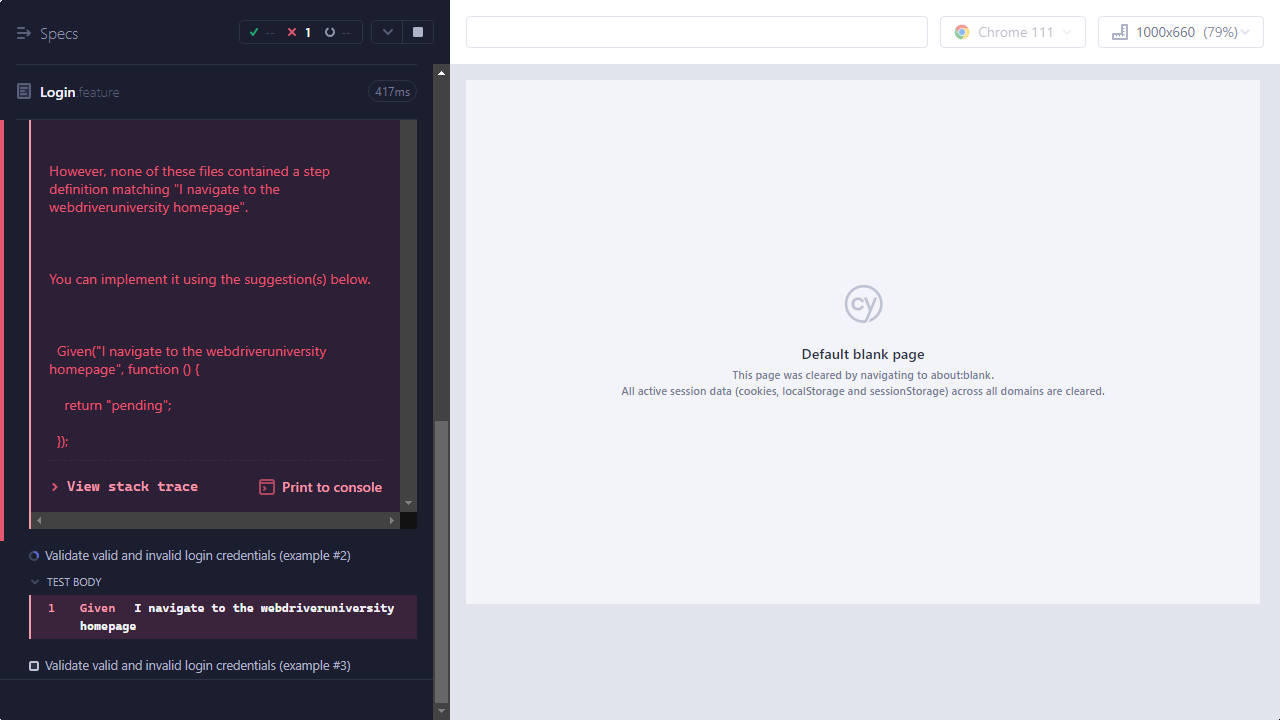 Specs
-- 1 --
Chrome 111
1000x660 (79%)
Login.feature
417ms
However, none of these files contained a step
definition matching "I navigate to the
webdriveruniversity homepage".
You can implement it using the suggestion(s) below.
Given("I navigate to the webdriveruniversity
homepage", function () {
return "pending";
});
View stack trace
Print to console
Validate valid and invalid login credentials (example #2)
TEST BODY
1 Given I navigate to the webdriveruniversity
homepage
Validate valid and invalid login credentials (example #3)
cy
Default blank page
This page was cleared by navigating to about:blank.
All active session data (cookies, localStorage and sessionStorage) across all domains are cleared.